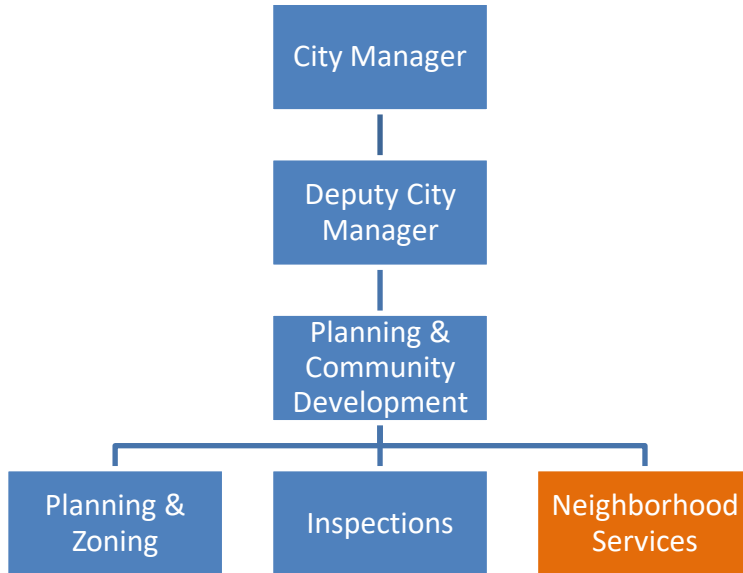 City Manager
Deputy City
Manager
Planning &
Community
Development
Planning &
Zoning
Inspections
Neighborhood
Services